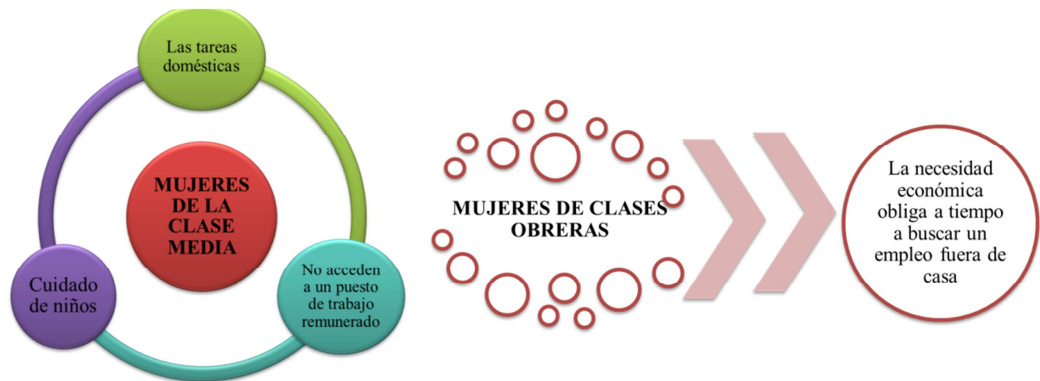 Las tareas
domésticas
MUJERES
DE LA
CLASE
MEDIA
Cuidado
de niños
No acceden
a un puesto
de trabajo
remunerado
MUJERES DE CLASES
OBRERAS
La necesidad
económica
obliga a tiempo
a buscar un
empleo fuera de
casa